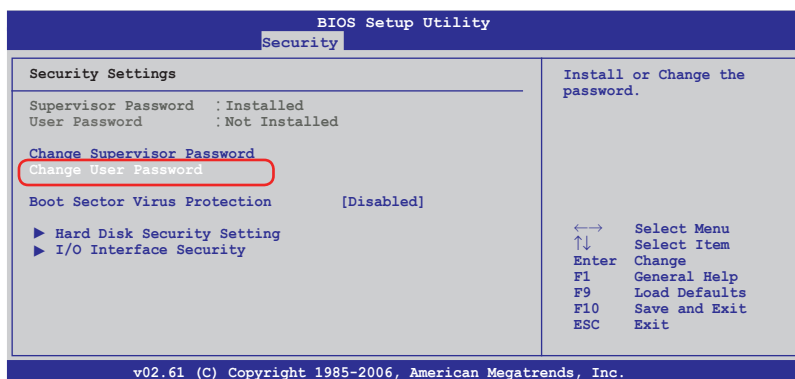 BIOS Setup Utility
Security
Security Settings
Supervisor Password : Installed
User Password : Not Installed
Change Supervisor Password
Change User Password
Boot Sector Virus Protection [Disabled]
▶ Hard Disk Security Setting
▶ I/O Interface Security
Install or Change the
password.
←→ Select Menu
↑↓ Select Item
Enter Change
F1 General Help
F9 Load Defaults
F10 Save and Exit
ESC Exit
v02.61 (C) Copyright 1985-2006, American Megatrends, Inc.